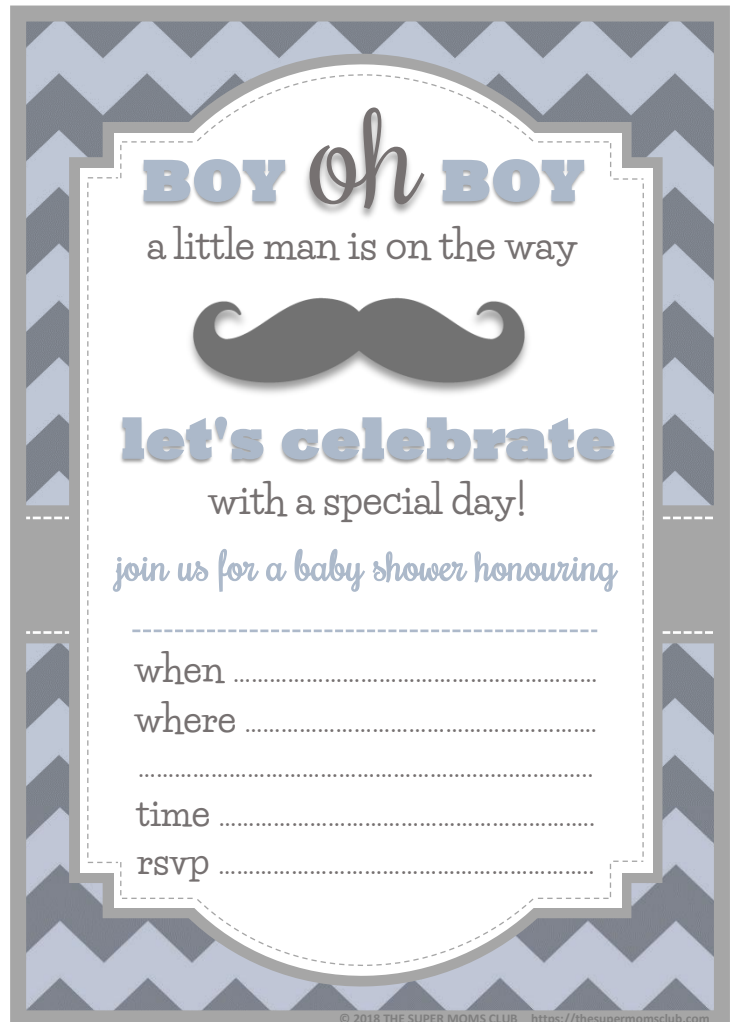 BOY oh BOY
a little man is on the way
let's celebrate
with a special day!
join us for a baby shower honouring
when ................................................................
where ..............................................................
................................................................................
time ..................................................................
rsvp ..................................................................
© 2018 THE SUPER MOMS CLUB https://thesupermomsclub.com